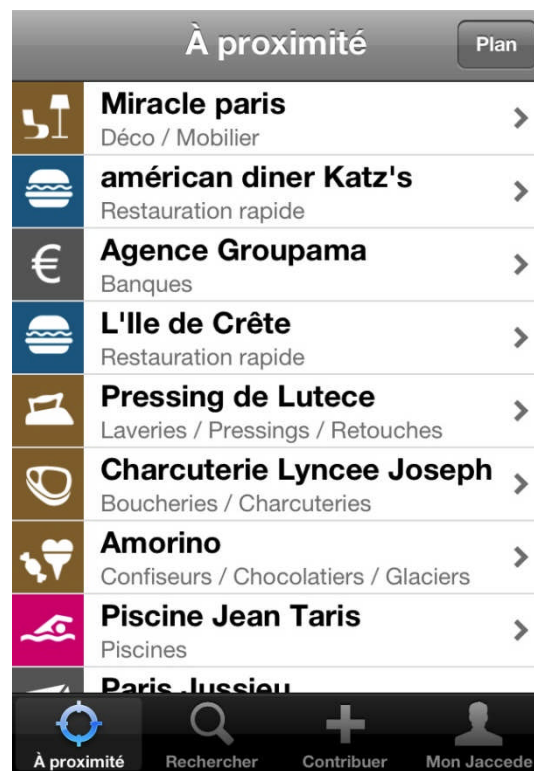 À proximité
Plan
Miracle paris
Déco / Mobilier
américan diner Katz's
Restauration rapide
€
Agence Groupama
Banques
L'Ile de Crête
Restauration rapide
Pressing de Lutece
Laveries / Pressings / Retouches
Charcuterie Lyncee Joseph
Boucheries / Charcuteries
Amorino
Confiseurs / Chocolatiers / Glaciers
Piscine Jean Taris
Piscines
Paris Jussieu
À proximité
Rechercher
Contribuer
Mon Jaccede